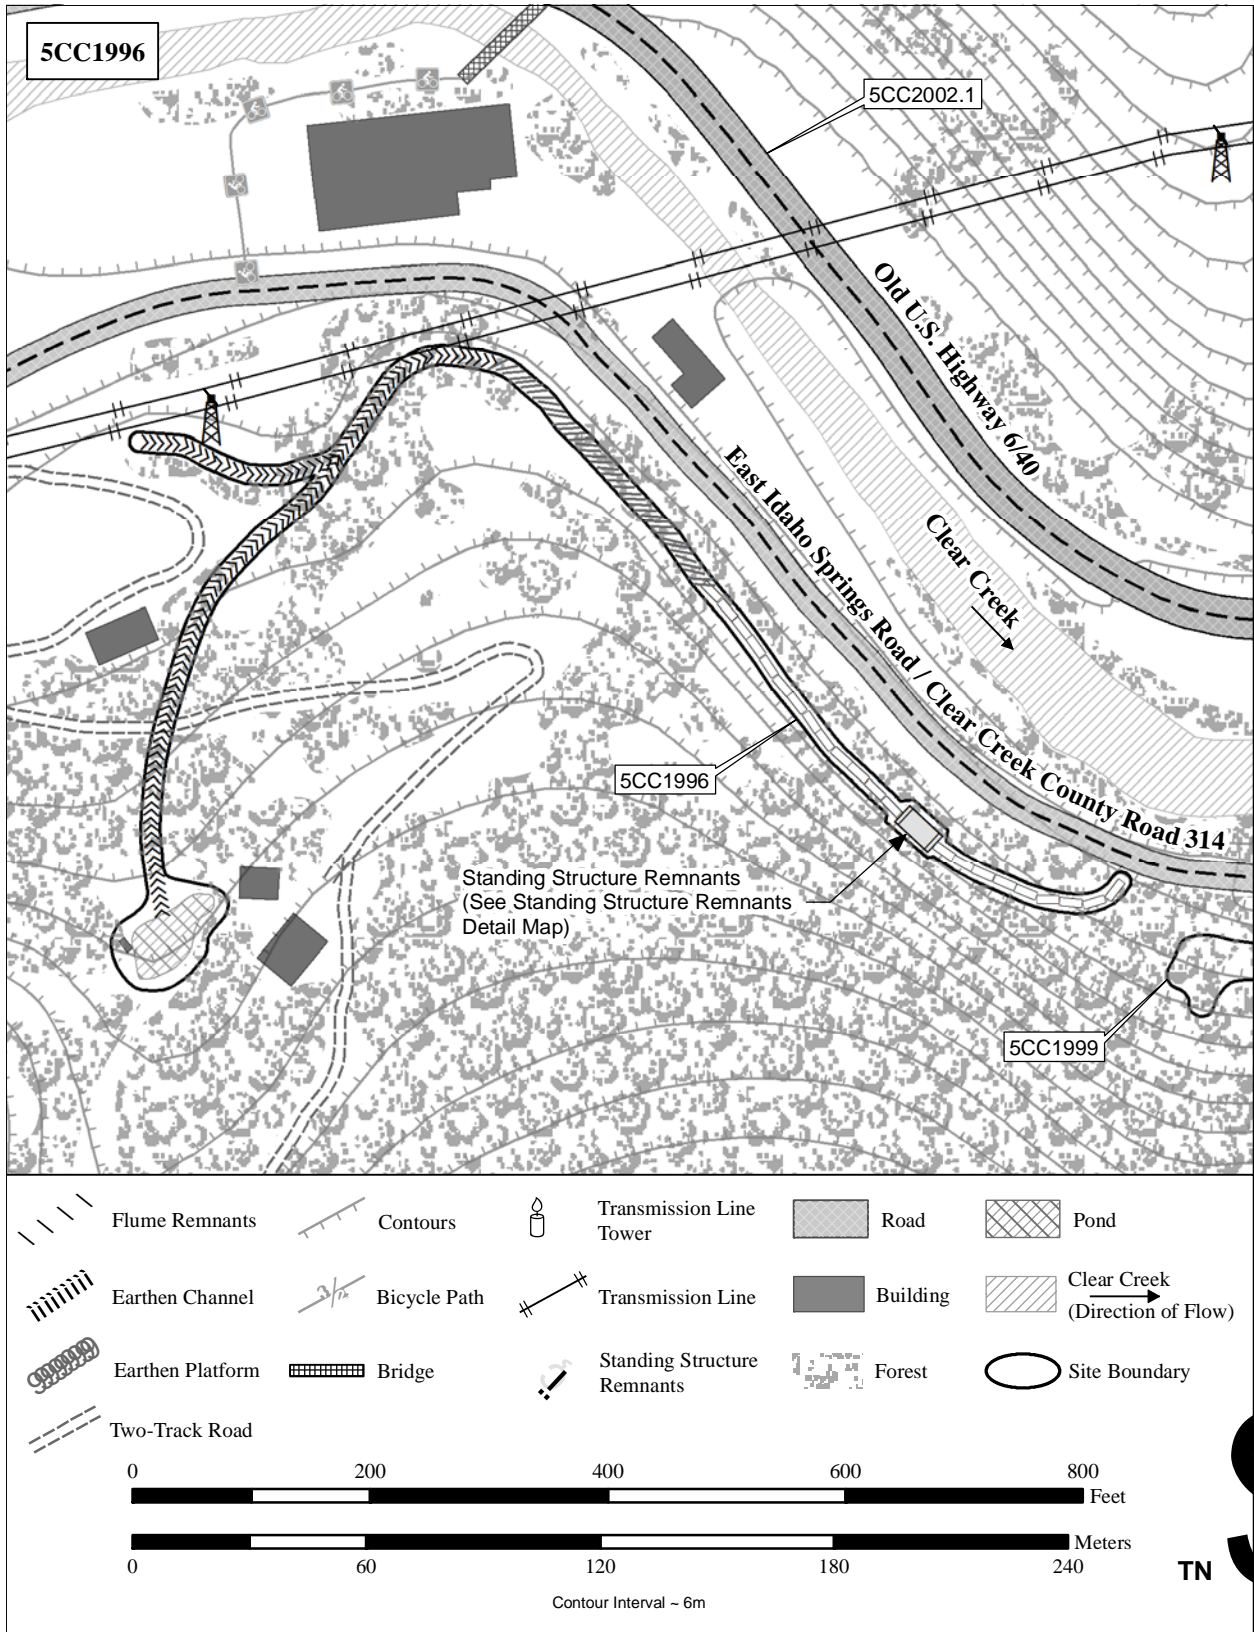 5CC1996
5CC2002.1
Old U.S. Highway 6/40
East Idaho Springs Road / Clear Creek County Road 314
Clear Creek
5CC1996
Standing Structure Remnants
(See Standing Structure Remnants
Detail Map)
5CC1999
Flume Remnants
Contours
Transmission Line
Tower
Road
Pond
Earthen Channel
Bicycle Path
Transmission Line
Building
Clear Creek
(Direction of Flow)
Earthen Platform
Bridge
Standing Structure
Remnants
Forest
Site Boundary
Two-Track Road
0 200 400 600 800
Feet
Meters
0 60 120 180 240
TN
Contour Interval ~ 6m